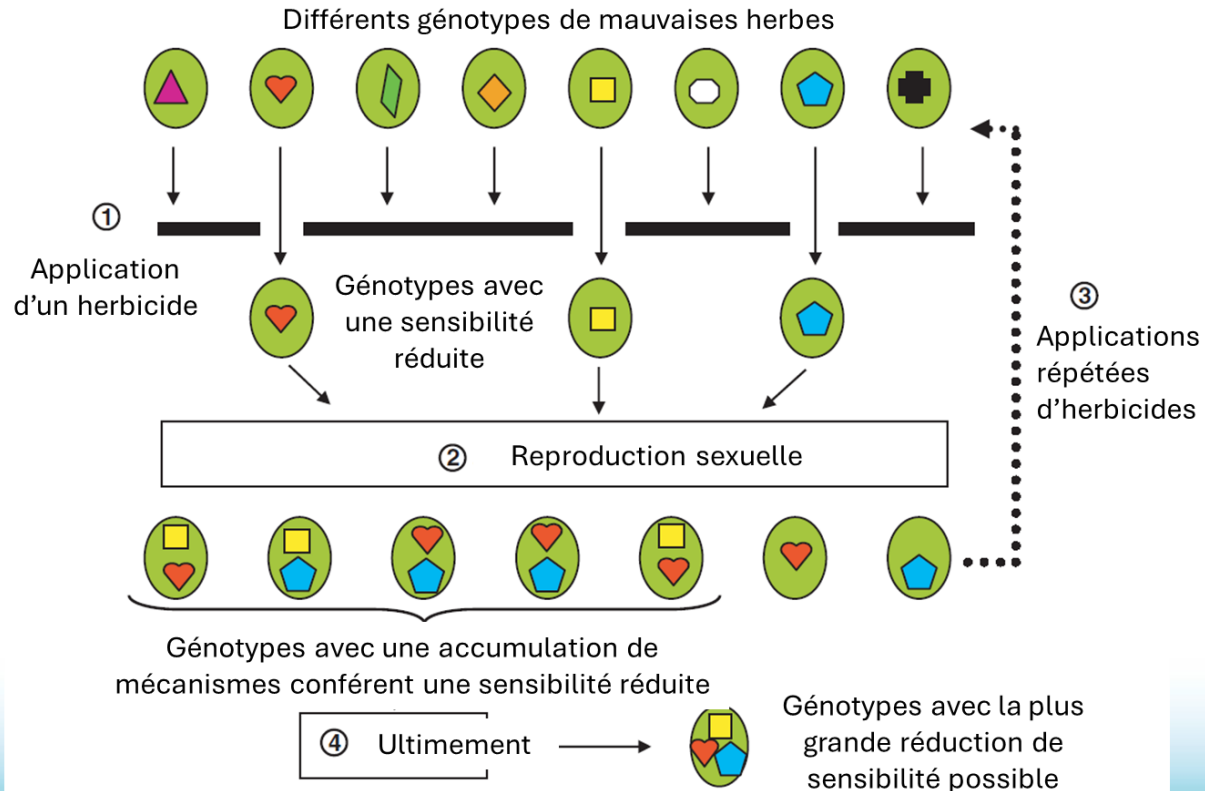 Différents génotypes de mauvaises herbes
①
Application
d'un herbicide
Génotypes avec
une sensibilité
réduite
③
Applications
répétées
d'herbicides
② Reproduction sexuelle
Génotypes avec une accumulation de
mécanismes conférent une sensibilité réduite
④ Ultimement
Génotypes avec la plus
grande réduction de
sensibilité possible